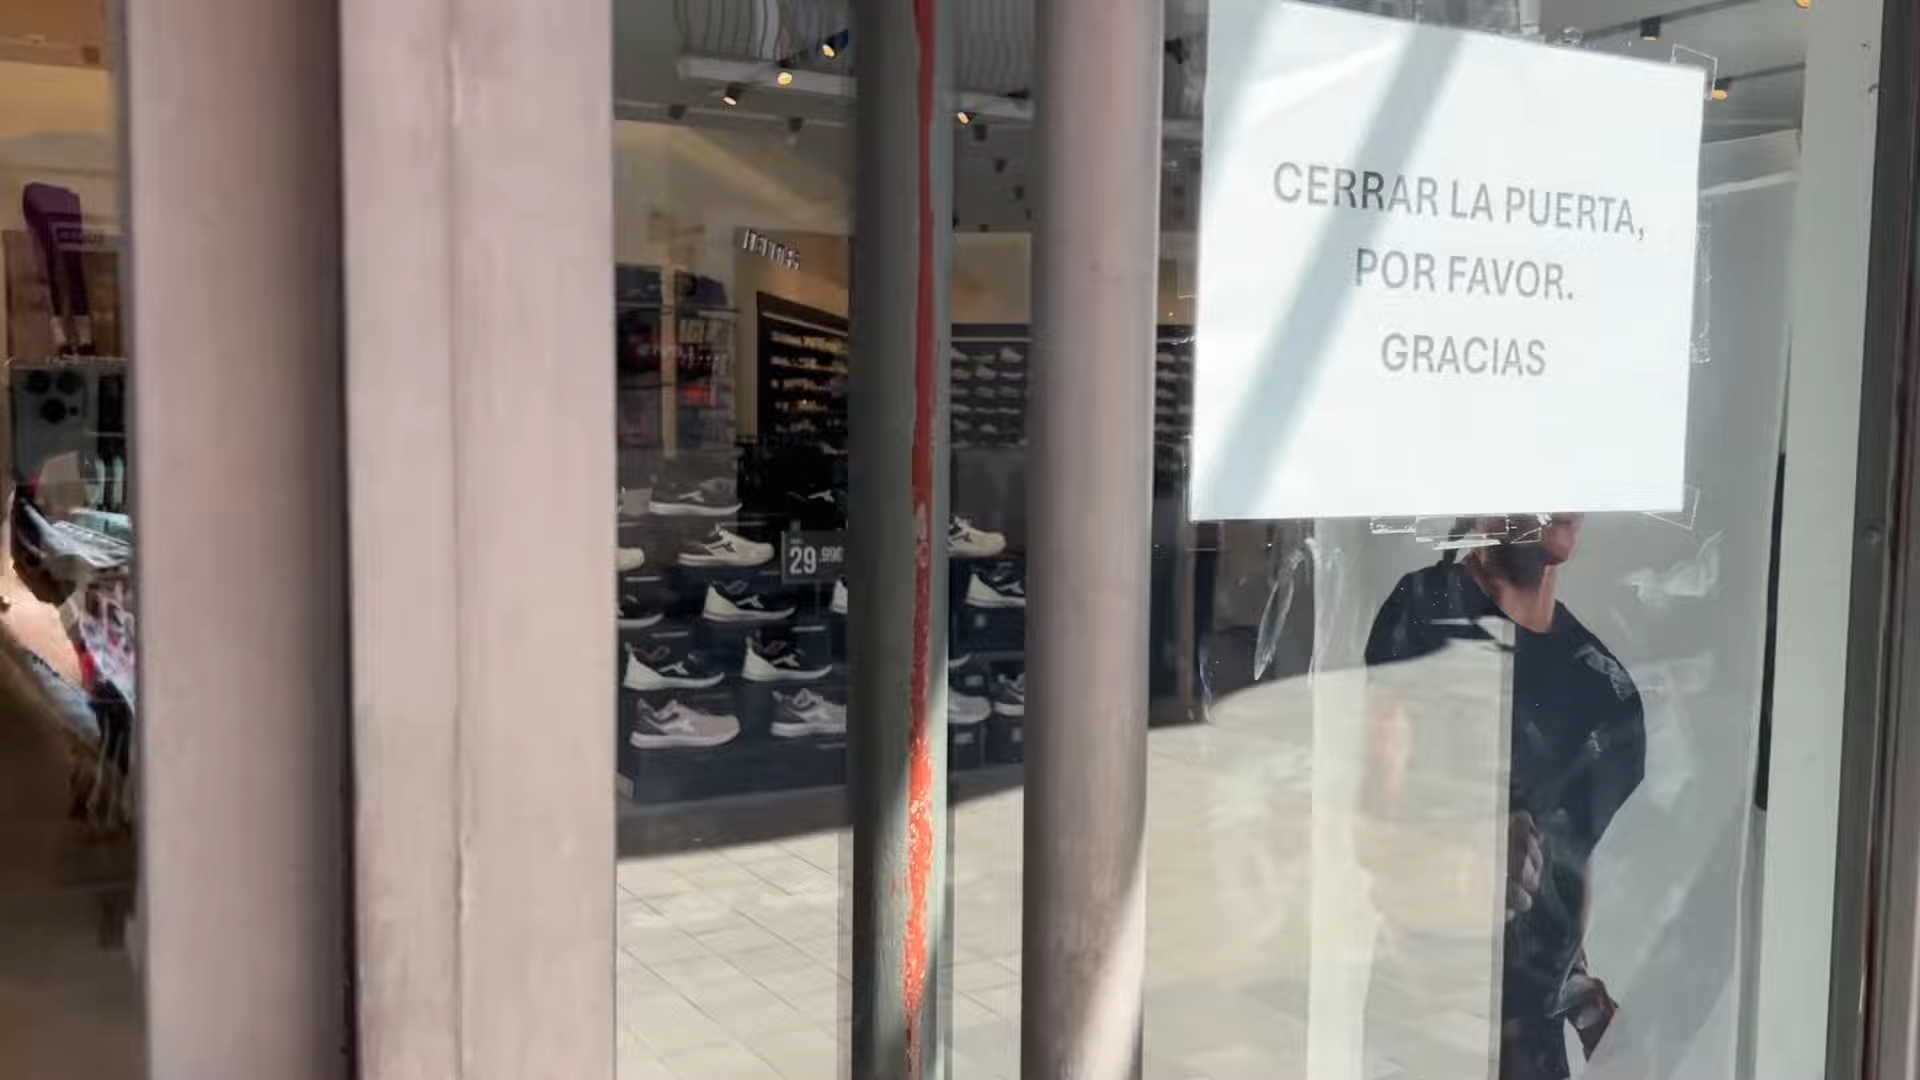 CERRAR LA PUERTA,
POR FAVOR.
GRACIAS
29.990